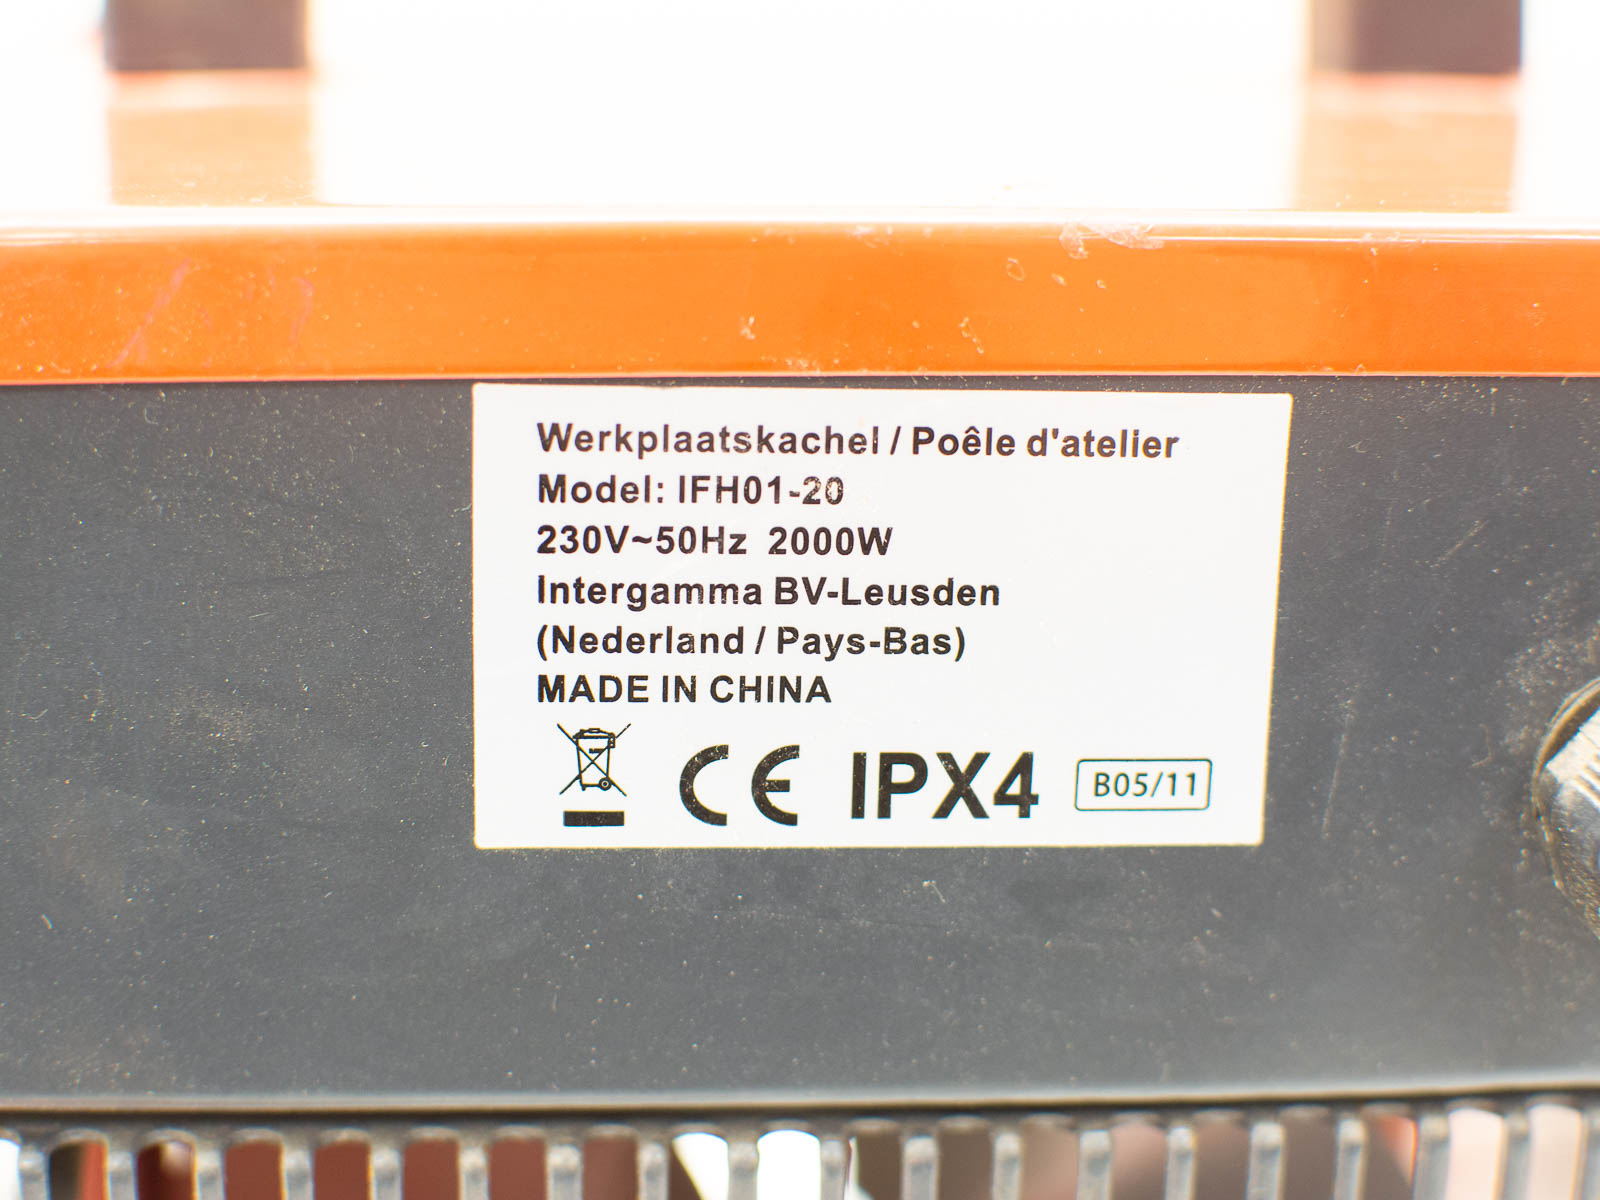 Werkplaatskachel / Poêle d'atelier
Model: IFH01-20
230V~50Hz 2000W
Intergamma BV-Leusden
(Nederland / Pays-Bas)
MADE IN CHINA
CE IPX4 B05/11